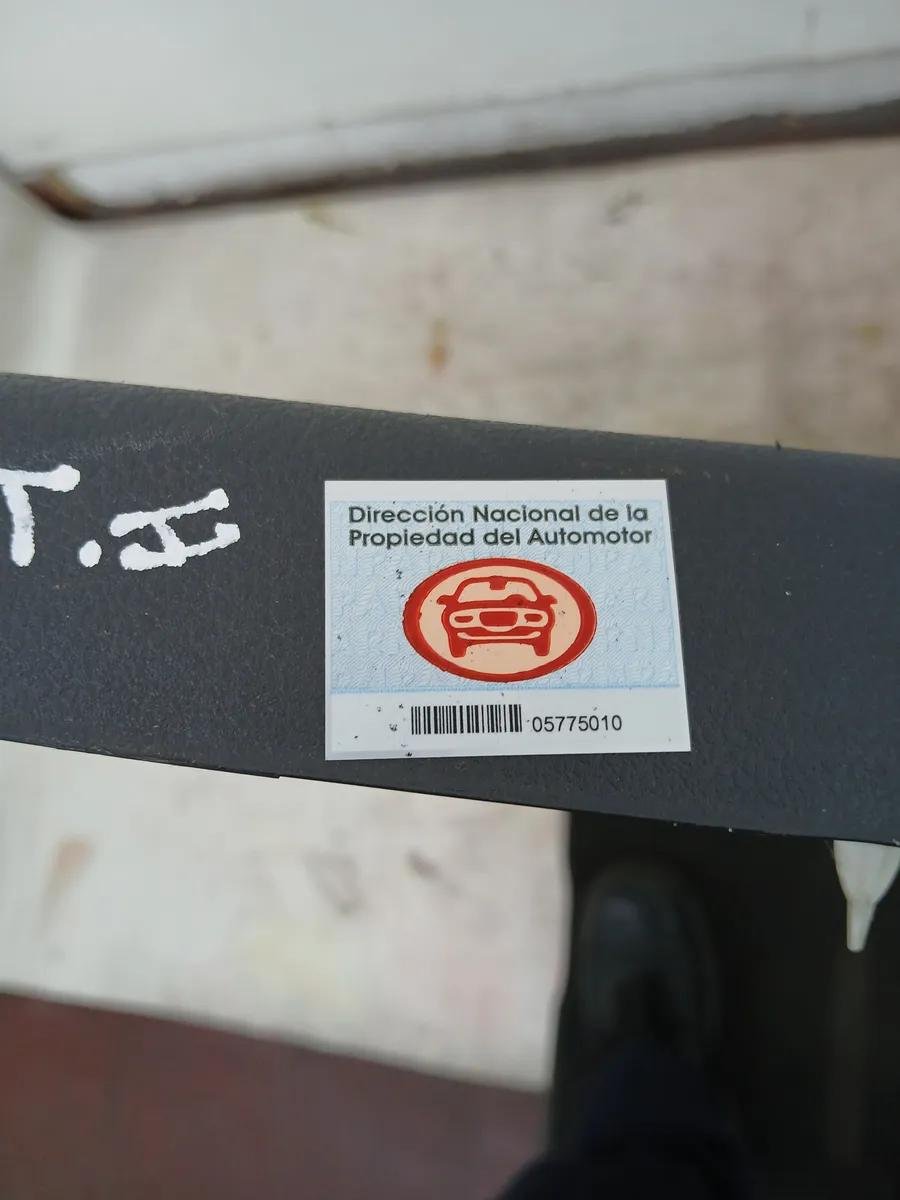 T.I
Dirección Nacional de la
Propiedad del Automotor
05775010